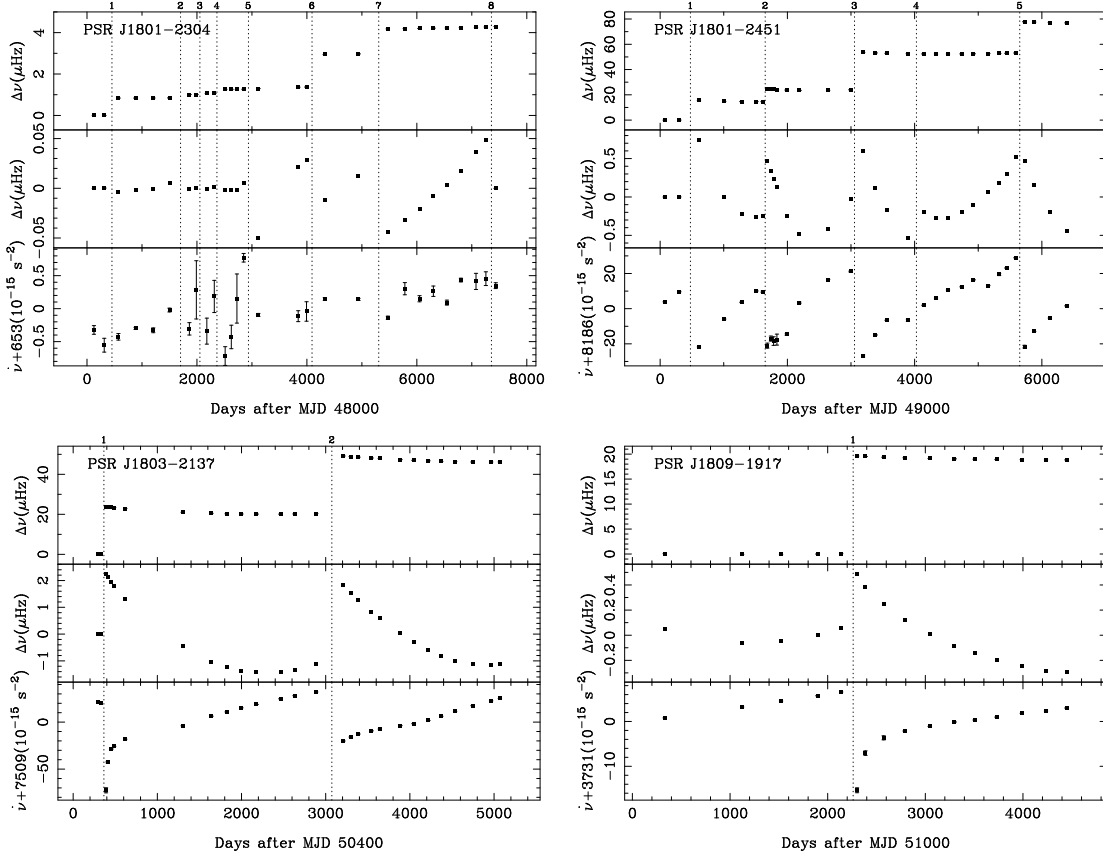 1 2 3 4 5 6 7 8
PSR J1801−2304
Δν(μHz)
0 2 4
Δν(μHz)
0.05 0 0.05
ν̇+653(10⁻¹⁵ s⁻²)
−0.5 0 0.5
0 2000 4000 6000 8000
Days after MJD 48000
1 2 3 4 5
PSR J1801−2451
Δν(μHz)
0 20 40 60 80
Δν(μHz)
0.5 0 0.5
ν̇+8186(10⁻¹⁵ s⁻²)
−20 0 20
0 2000 4000 6000
Days after MJD 49000
1 2
PSR J1803−2137
Δν(μHz)
0 20 40
Δν(μHz)
−1 0 1 2
ν̇+7509(10⁻¹⁵ s⁻²)
−50 0
0 1000 2000 3000 4000 5000
Days after MJD 50400
1
PSR J1809−1917
Δν(μHz)
0 5 10 15 20
Δν(μHz)
−0.2 0 0.2 0.4
ν̇+3731(10⁻¹⁵ s⁻²)
−10 0
0 1000 2000 3000 4000
Days after MJD 51000